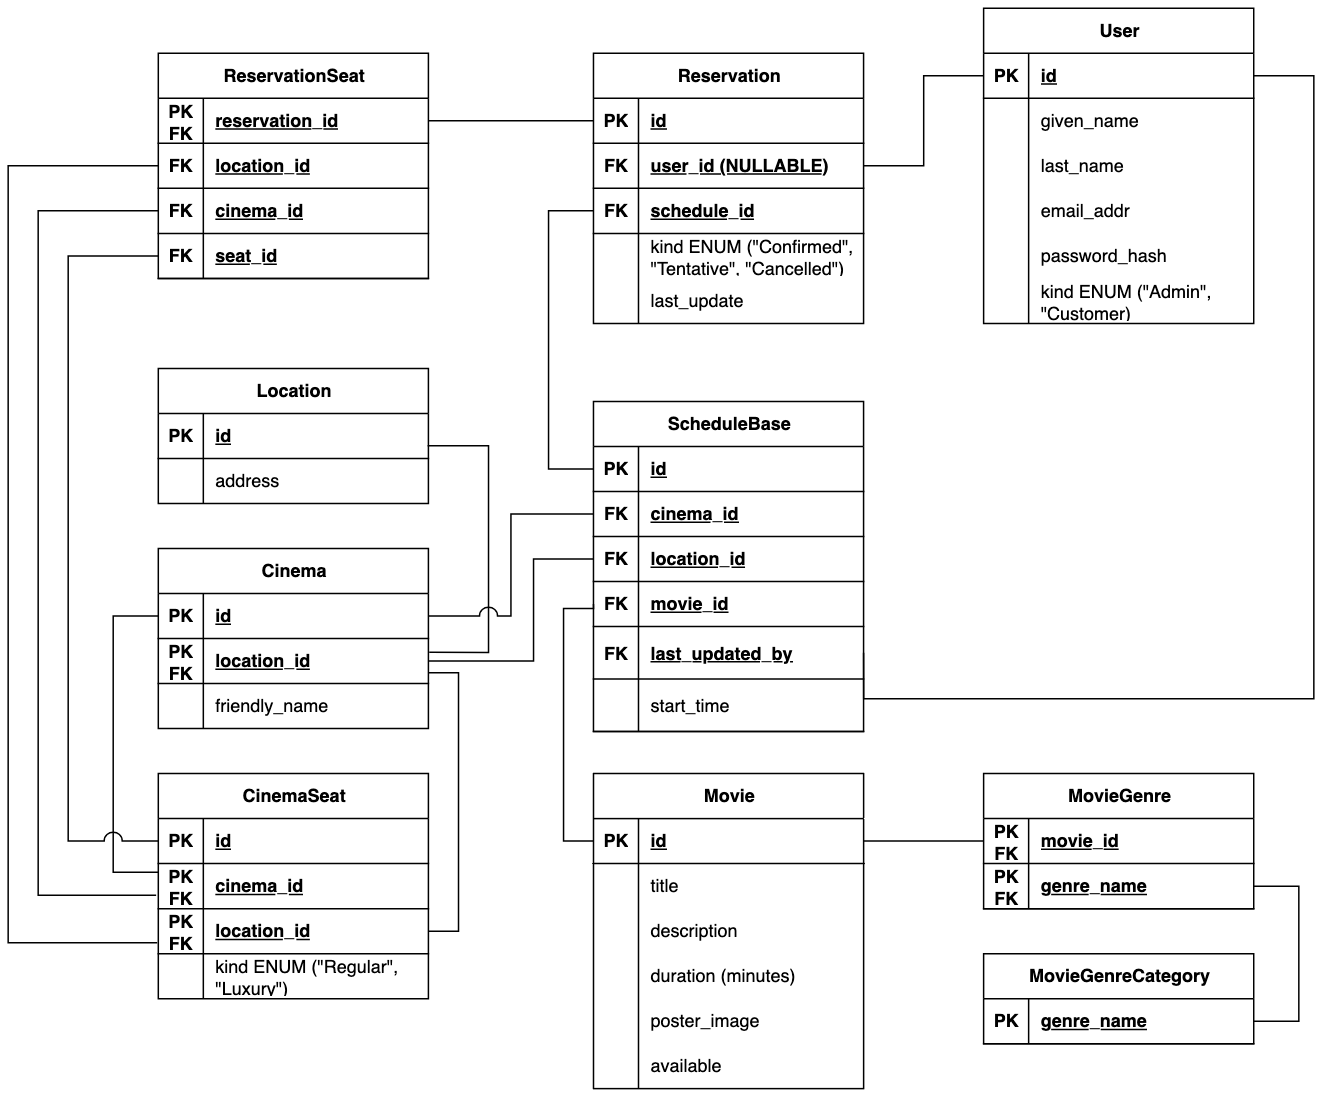 ReservationSeat
PK
FK
reservation_id
FK
location_id
FK
cinema_id
FK
seat_id
Reservation
PK
id
FK
user_id (NULLABLE)
FK
schedule_id
kind ENUM ("Confirmed",
"Tentative", "Cancelled")
last_update
User
PK
id
given_name
last_name
email_addr
password_hash
kind ENUM ("Admin",
"Customer)
Location
PK
id
address
ScheduleBase
PK
id
FK
cinema_id
FK
location_id
FK
movie_id
FK
last_updated_by
start_time
Cinema
PK
id
PK
FK
location_id
friendly_name
CinemaSeat
PK
id
PK
FK
cinema_id
PK
FK
location_id
kind ENUM ("Regular",
"Luxury")
Movie
PK
id
title
description
duration (minutes)
poster_image
available
MovieGenre
PK
FK
movie_id
PK
FK
genre_name
MovieGenreCategory
PK
genre_name